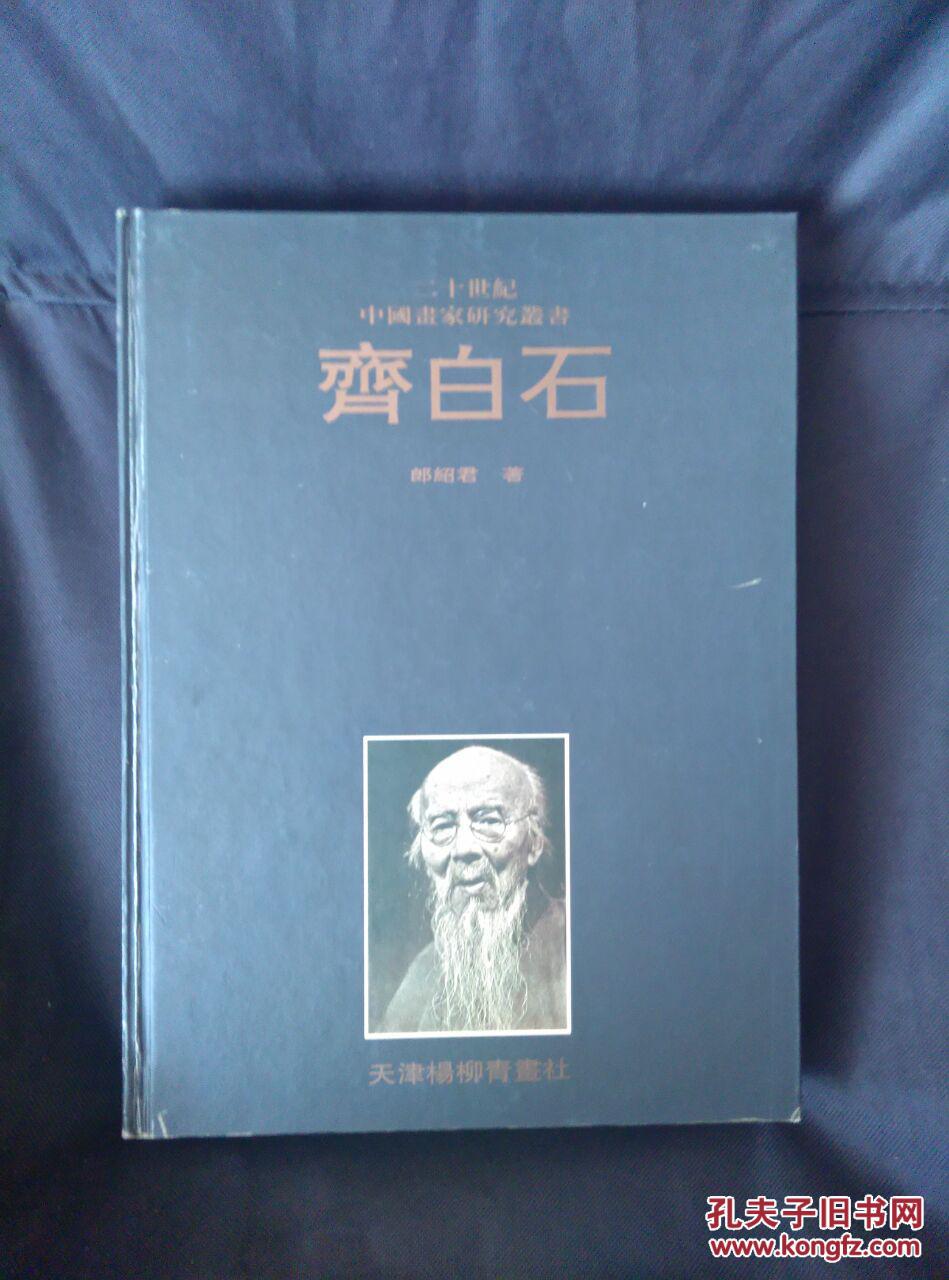 二十世紀
中國畫家研究叢書
齊白石
郎紹君 著
天津楊柳青畫社
孔夫子旧书网
www.kongfz.com